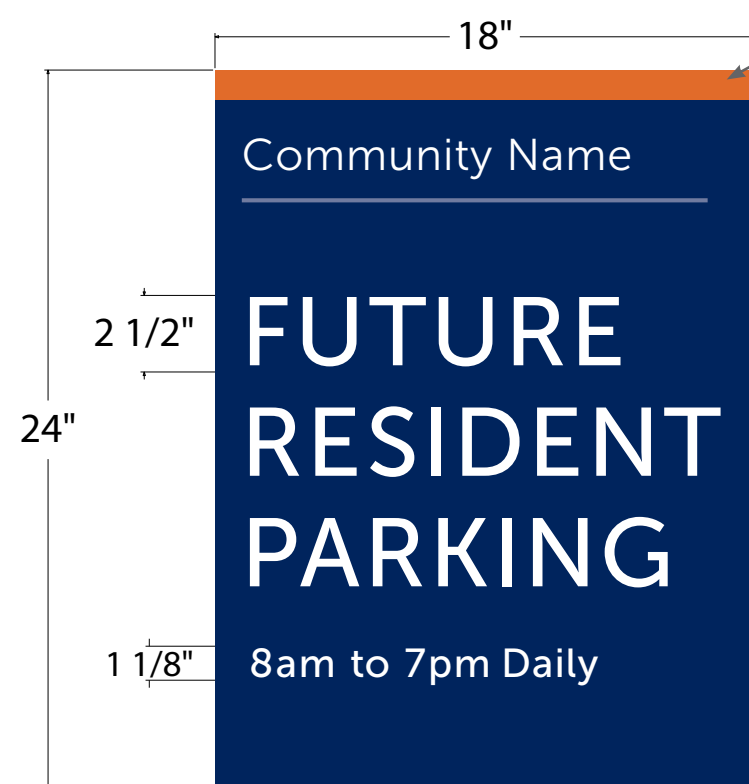 18"
Community Name
2 1/2"
FUTURE
24"
RESIDENT
PARKING
1 1/8"
8am to 7pm Daily